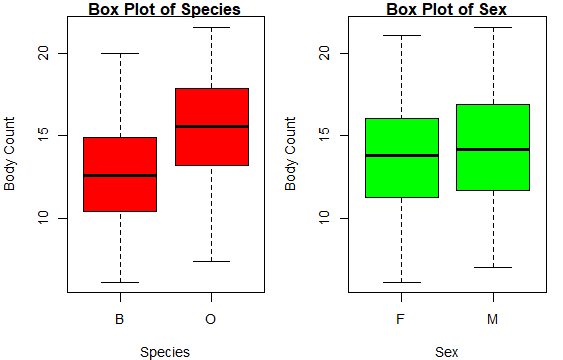 Box Plot of Species
Body Count
20
15
10
B O
Species
Box Plot of Sex
Body Count
20
15
10
F M
Sex